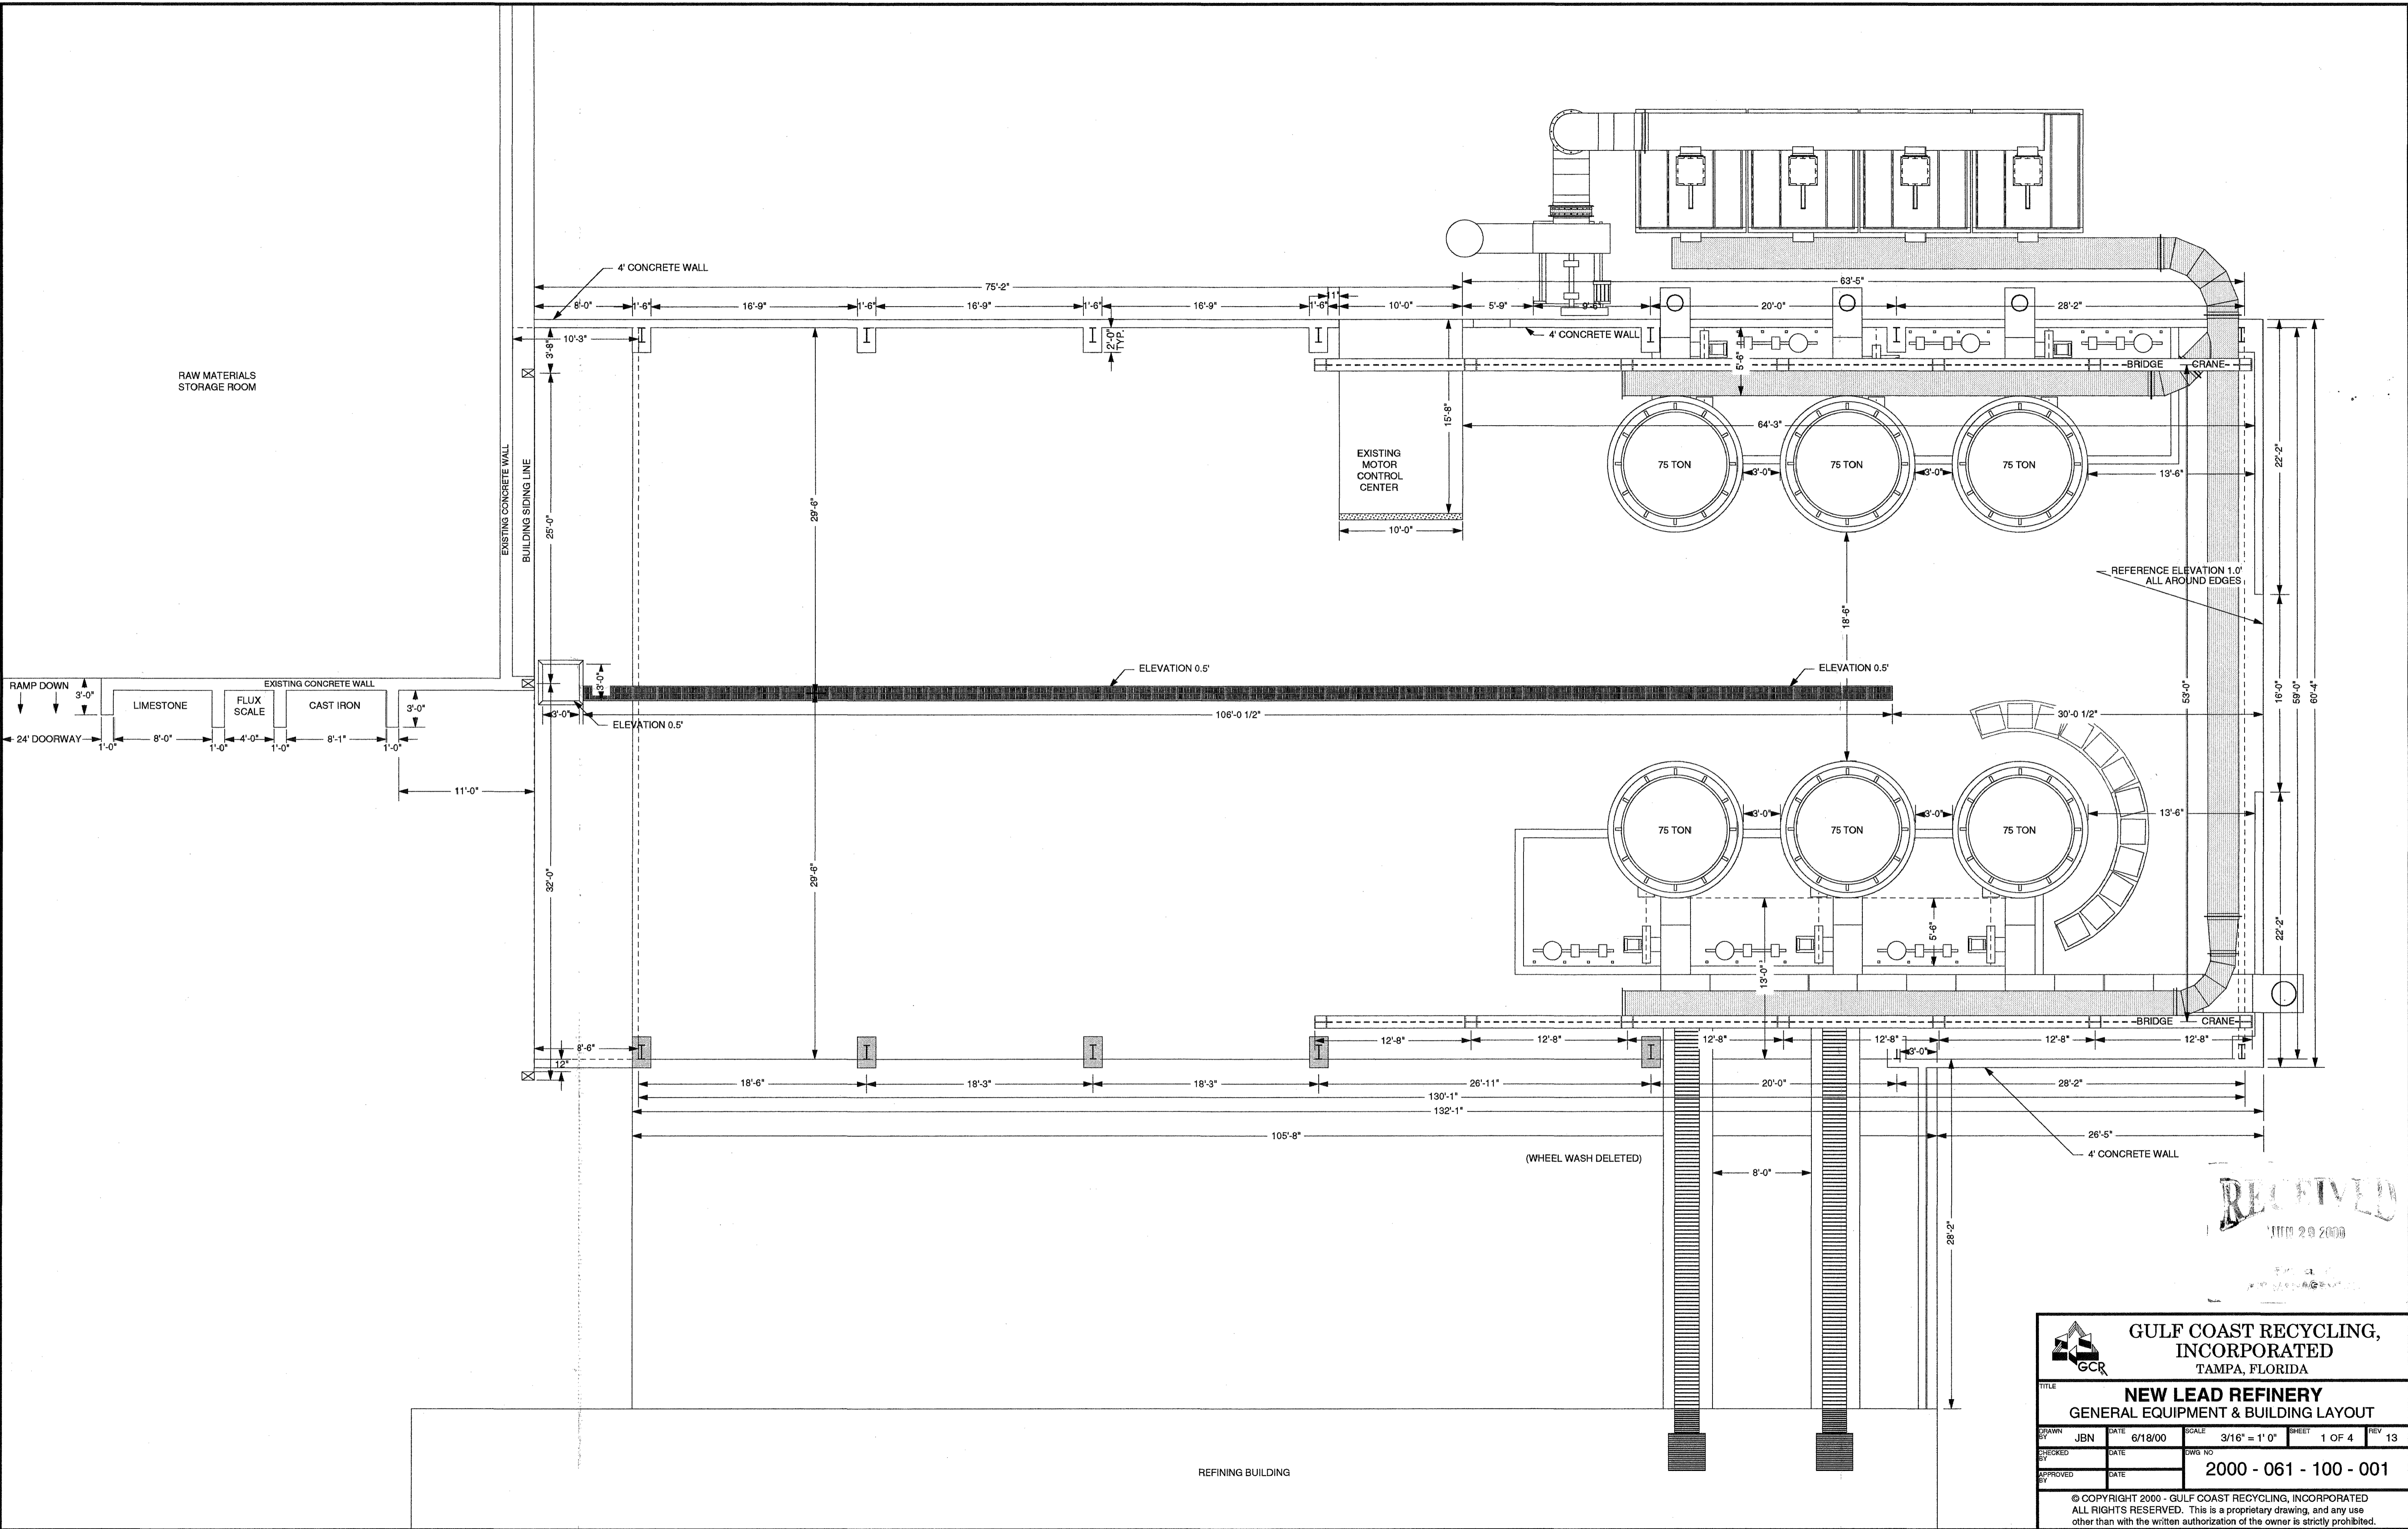 4' CONCRETE WALL
75'-2"
63'-5"
8'-0"
1'-6"
16'-9"
1'-6"
16'-9"
1'-6"
16'-9"
1'-6"
11"
10'-0"
5'-9"
9'-6"
20'-0"
28'-2"
10'-3"
3'-8"
2'-0"
TYP.
4' CONCRETE WALL
5'-6"
BRIDGE CRANE
RAW MATERIALS
STORAGE ROOM
15'-8"
64'-3"
EXISTING
MOTOR
CONTROL
CENTER
75 TON
3'-0"
75 TON
3'-0"
75 TON
13'-6"
22'-2"
EXISTING CONCRETE WALL
BUILDING SIDING LINE
25'-0"
29'-6"
10'-0"
REFERENCE ELEVATION 1.0'
ALL AROUND EDGES
18'-6"
53'-0"
16'-0"
59'-0"
60'-4"
ELEVATION 0.5'
ELEVATION 0.5'
RAMP DOWN
3'-0"
LIMESTONE
FLUX
SCALE
EXISTING CONCRETE WALL
CAST IRON
3'-0"
3'-0"
3'-0"
ELEVATION 0.5'
106'-0 1/2"
30'-0 1/2"
24' DOORWAY
1'-0"
8'-0"
1'-0"
4'-0"
1'-0"
8'-1"
1'-0"
11'-0"
32'-0"
29'-6"
75 TON
3'-0"
75 TON
3'-0"
75 TON
13'-6"
22'-2"
5'-6"
13'-0"
BRIDGE CRANE
8'-6"
12"
12'-8"
12'-8"
12'-8"
12'-8"
12'-8"
12'-8"
3'-0"
18'-6"
18'-3"
18'-3"
26'-11"
20'-0"
28'-2"
130'-1"
132'-1"
105'-8"
26'-5"
(WHEEL WASH DELETED)
4' CONCRETE WALL
8'-0"
28'-2"
RECEIVED
JUN 29 2000
REFINING BUILDING
GCR
GULF COAST RECYCLING,
INCORPORATED
TAMPA, FLORIDA
TITLE
NEW LEAD REFINERY
GENERAL EQUIPMENT & BUILDING LAYOUT
DRAWN BY JBN DATE 6/18/00 SCALE 3/16" = 1' 0" SHEET 1 OF 4 REV 13
CHECKED BY DATE DWG NO 2000 - 061 - 100 - 001
APPROVED BY DATE
© COPYRIGHT 2000 - GULF COAST RECYCLING, INCORPORATED
ALL RIGHTS RESERVED. This is a proprietary drawing, and any use
other than with the written authorization of the owner is strictly prohibited.